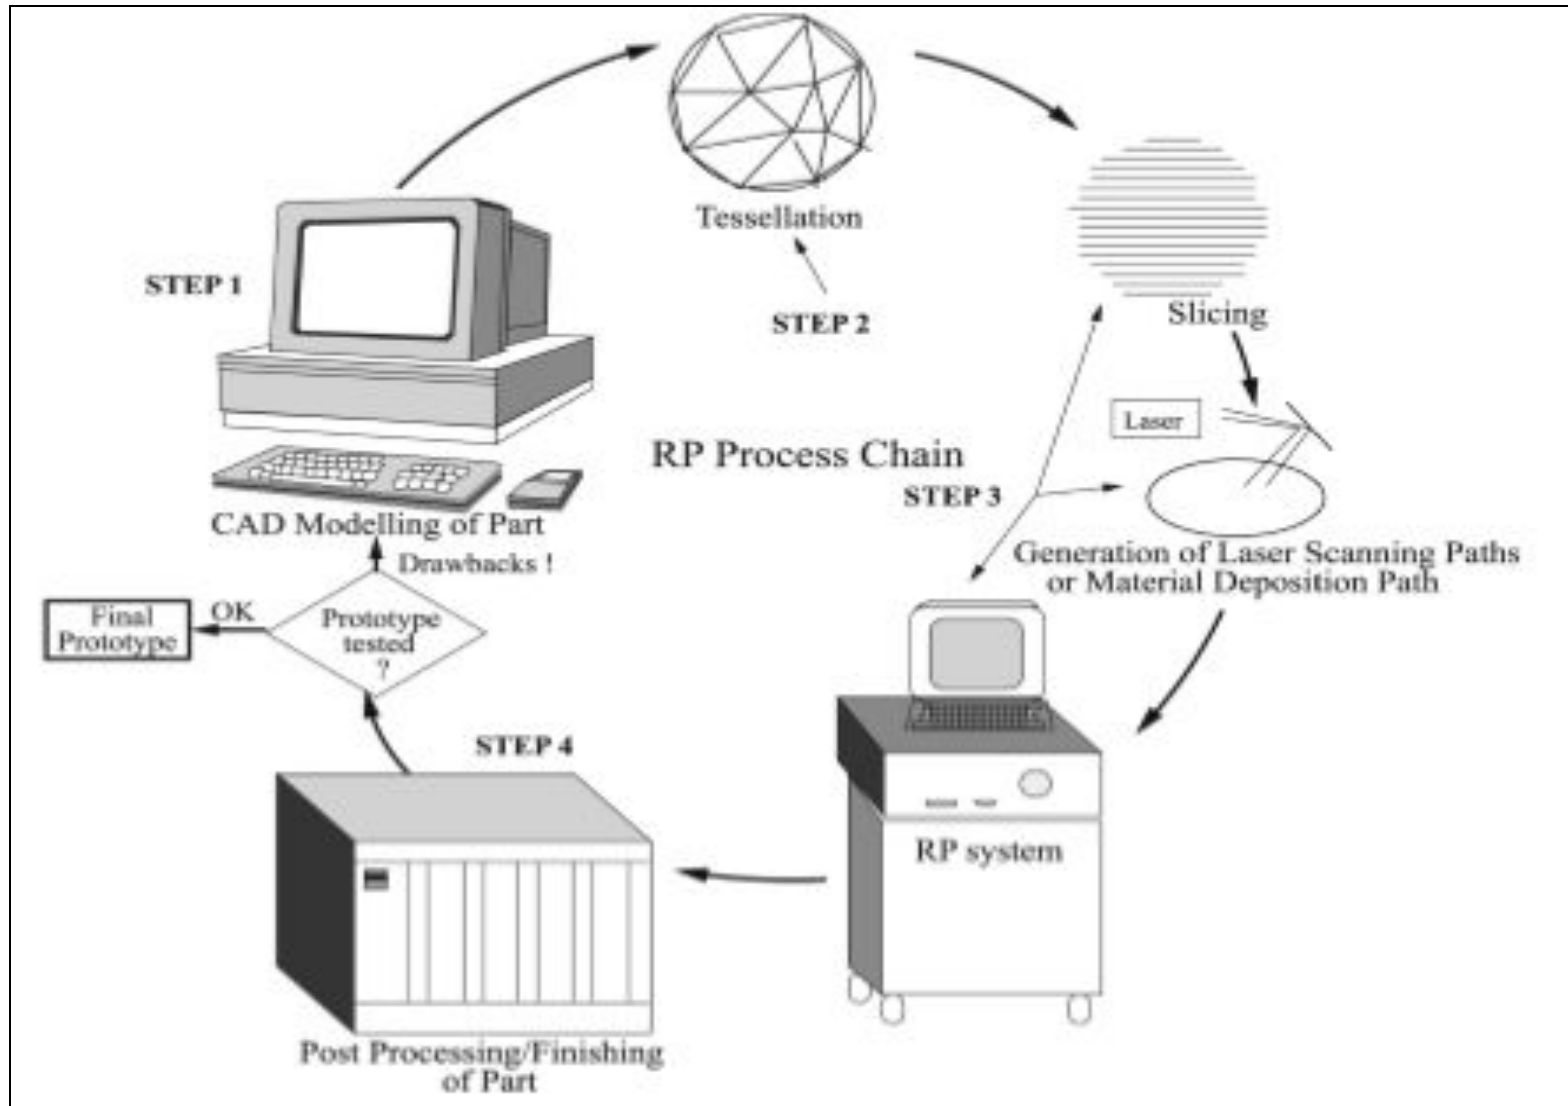 Tessellation
STEP 1
STEP 2
Slicing
Laser
RP Process Chain
STEP 3
CAD Modelling of Part
Generation of Laser Scanning Paths
or Material Deposition Path
Drawbacks !
OK
Final
Prototype
Prototype
tested
?
STEP 4
RP system
Post Processing/Finishing
of Part